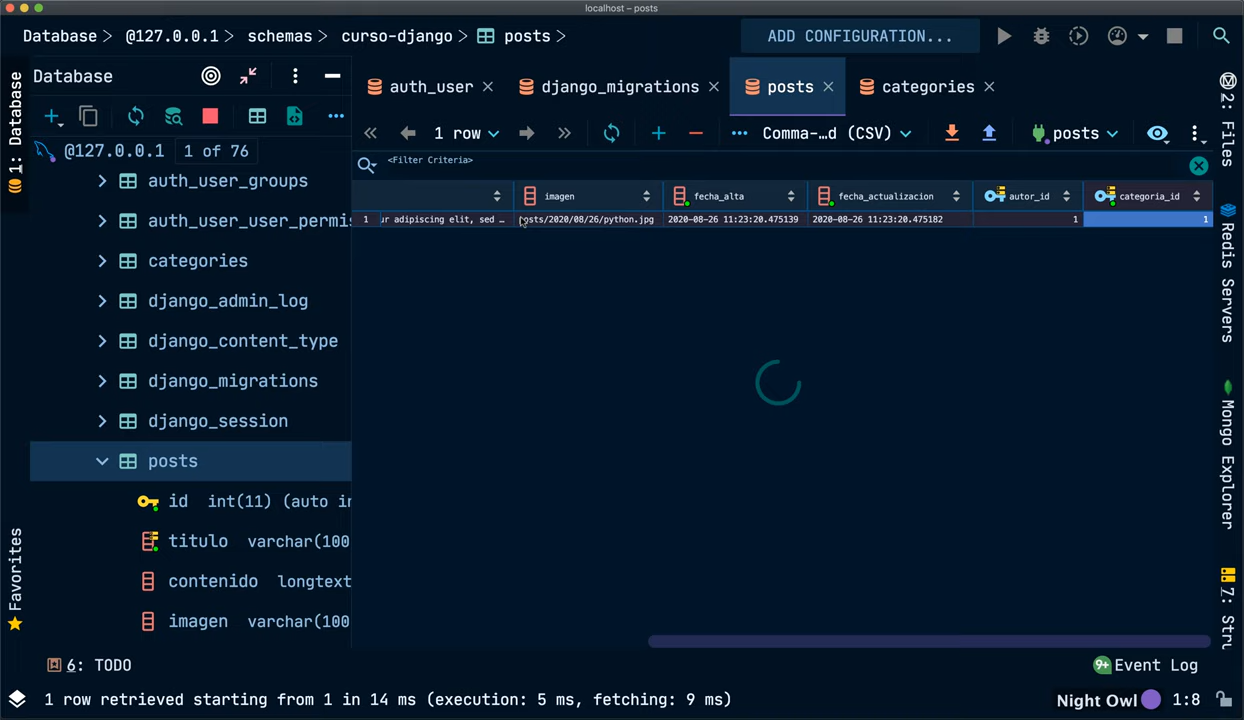 localhost – posts
Database > @127.0.0.1 > schemas > curso-django > posts >
ADD CONFIGURATION...
1: Database
Database
auth_user
django_migrations
posts
categories
1 row
Comma-…d (CSV)
posts
@127.0.0.1
1 of 76
<Filter Criteria>
imagen
fecha_alta
fecha_actualizacion
autor_id
categoria_id
1
ur adipiscing elit, sed …
posts/2020/08/26/python.jpg
2020-08-26 11:23:20.475139
2020-08-26 11:23:20.475182
1
1
auth_user_groups
auth_user_user_permis
categories
django_admin_log
django_content_type
django_migrations
django_session
posts
id int(11) (auto in
titulo varchar(100
contenido longtext
imagen varchar(100
2: Files
Redis Servers
Mongo Explorer
7: Stru
Favorites
6: TODO
9+ Event Log
1 row retrieved starting from 1 in 14 ms (execution: 5 ms, fetching: 9 ms)
Night Owl
1:8